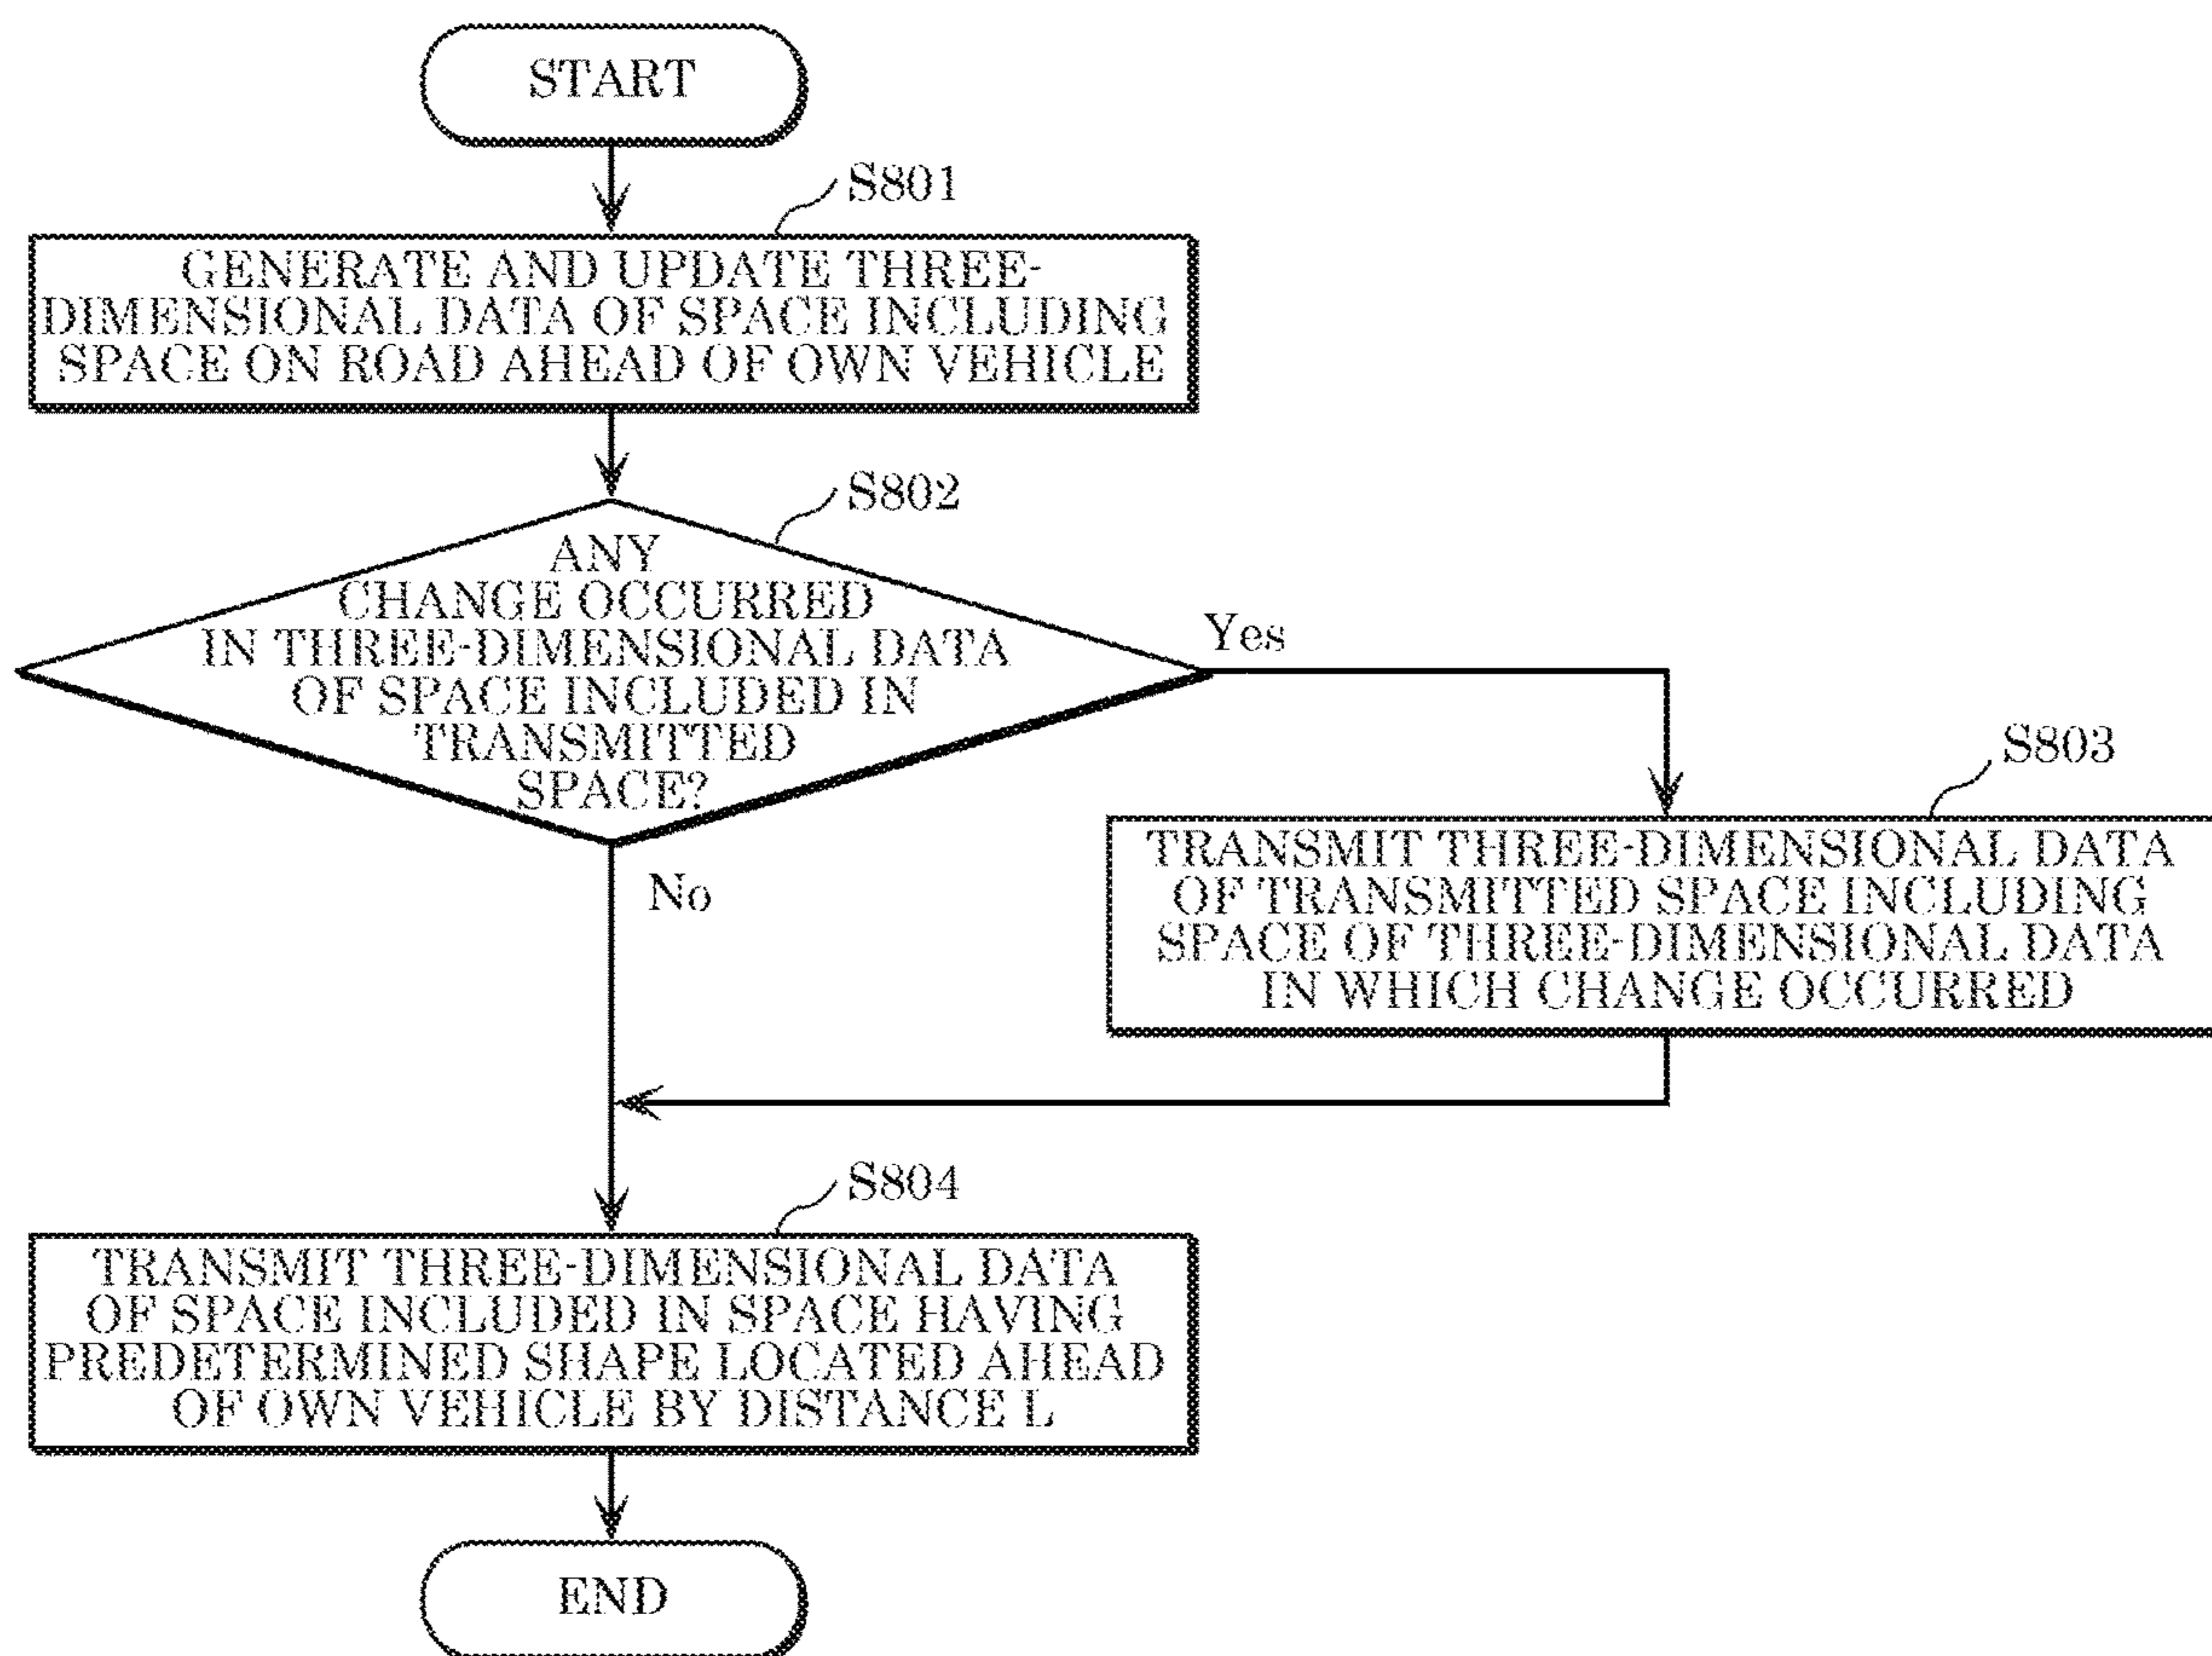 START
S801
GENERATE AND UPDATE THREE-
DIMENSIONAL DATA OF SPACE INCLUDING
SPACE ON ROAD AHEAD OF OWN VEHICLE
S802
ANY
CHANGE OCCURRED
IN THREE-DIMENSIONAL DATA
OF SPACE INCLUDED IN
TRANSMITTED
SPACE?
Yes
No
S803
TRANSMIT THREE-DIMENSIONAL DATA
OF TRANSMITTED SPACE INCLUDING
SPACE OF THREE-DIMENSIONAL DATA
IN WHICH CHANGE OCCURRED
S804
TRANSMIT THREE-DIMENSIONAL DATA
OF SPACE INCLUDED IN SPACE HAVING
PREDETERMINED SHAPE LOCATED AHEAD
OF OWN VEHICLE BY DISTANCE L
END